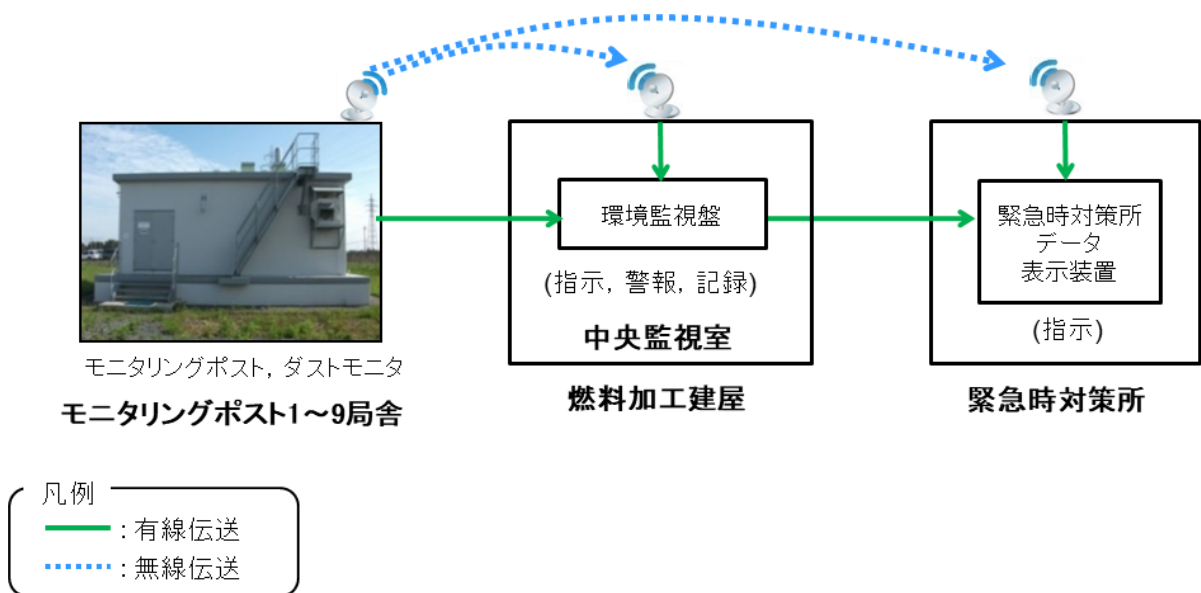 環境監視盤
(指示, 警報, 記録)
中央監視室
燃料加工建屋
緊急時対策所
データ
表示装置
(指示)
緊急時対策所
モニタリングポスト, ダストモニタ
モニタリングポスト1～9局舎
凡例
: 有線伝送
: 無線伝送